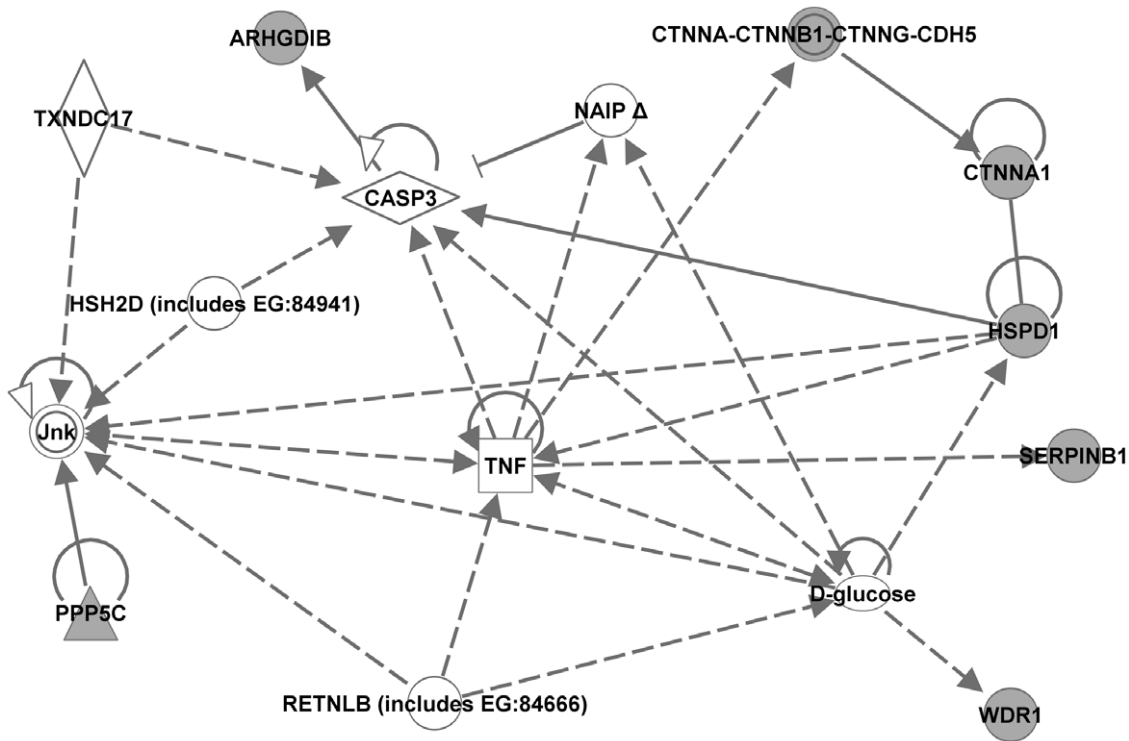 ARHGDIB
CTNNA-CTNNB1-CTNNG-CDH5
TXNDC17
NAIP Δ
CTNNA1
CASP3
HSH2D (includes EG:84941)
HSPD1
Jnk
TNF
SERPINB1
D-glucose
PPP5C
RETNLB (includes EG:84666)
WDR1